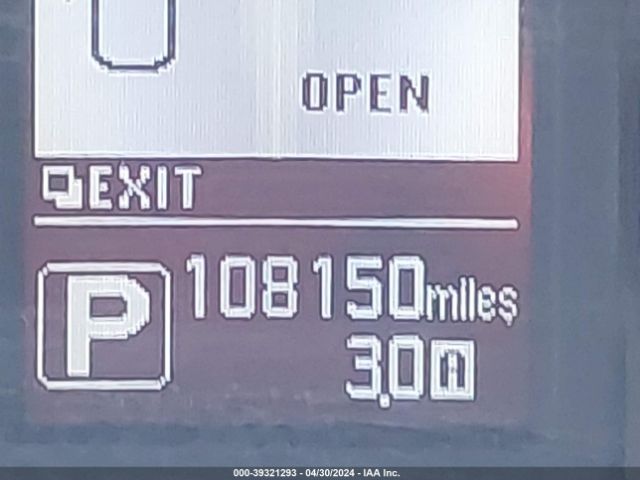 OPEN
EXIT
P
108150miles
3.0
000-39321293 - 04/30/2024 - IAA Inc.